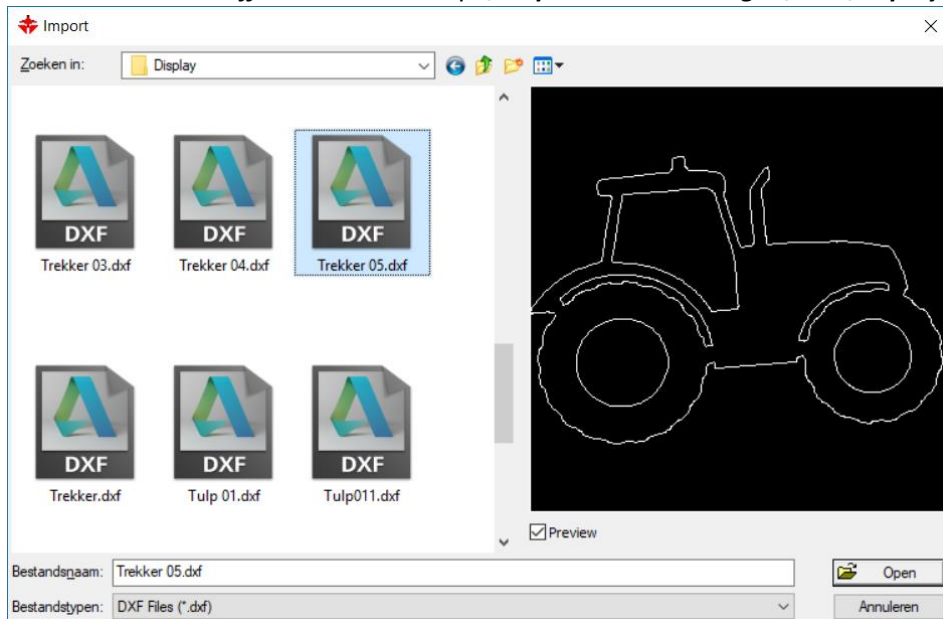 Import
Zoeken in:
Display
DXF
DXF
DXF
Trekker 03.dxf
Trekker 04.dxf
Trekker 05.dxf
DXF
DXF
DXF
Trekker.dxf
Tulp 01.dxf
Tulp011.dxf
Preview
Bestandsnaam:
Trekker 05.dxf
Open
Bestandstypen:
DXF Files (*.dxf)
Annuleren